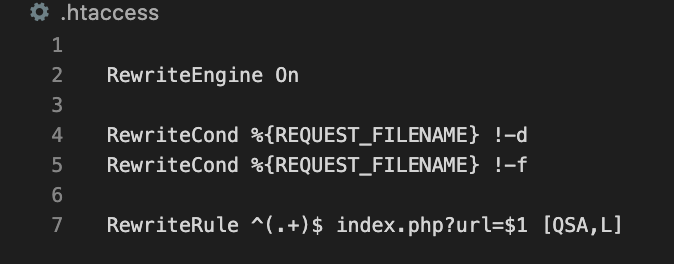 .htaccess
1
2 RewriteEngine On
3
4 RewriteCond %{REQUEST_FILENAME} !-d
5 RewriteCond %{REQUEST_FILENAME} !-f
6
7 RewriteRule ^(.+)$ index.php?url=$1 [QSA,L]